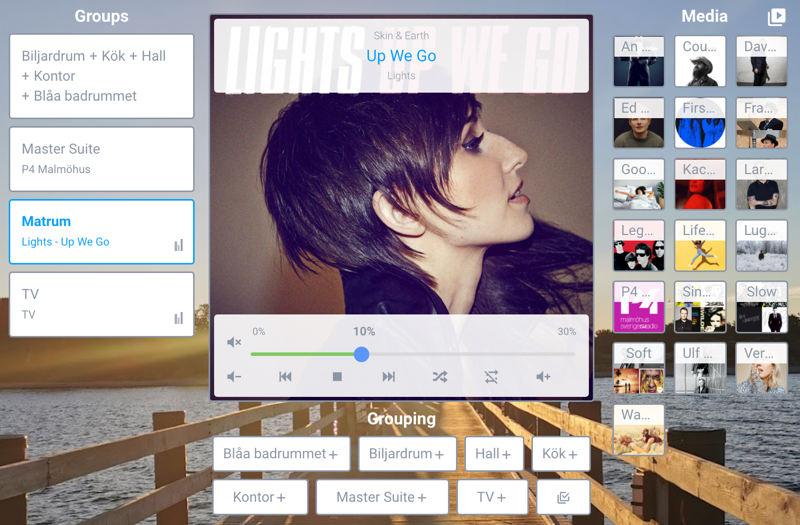 Groups
Biljardrum + Kök + Hall
+ Kontor
+ Blåa badrummet
Master Suite
P4 Malmöhus
Matrum
Lights - Up We Go
TV
TV
LIGHTS UP WE GO
Skin & Earth
Up We Go
Lights
0%
10%
30%
Grouping
Blåa badrummet+
Biljardrum+
Hall+
Kök+
Kontor+
Master Suite+
TV+
Media
An ...
Cou...
Dav...
Ed ...
Firs...
Fra...
Goo...
Kac...
Lar...
Leg...
Life...
Lug...
P4 ...
malmöhus
sverigesradio
Sin...
Slow
Soft
Ulf ...
Ver...
Wa...